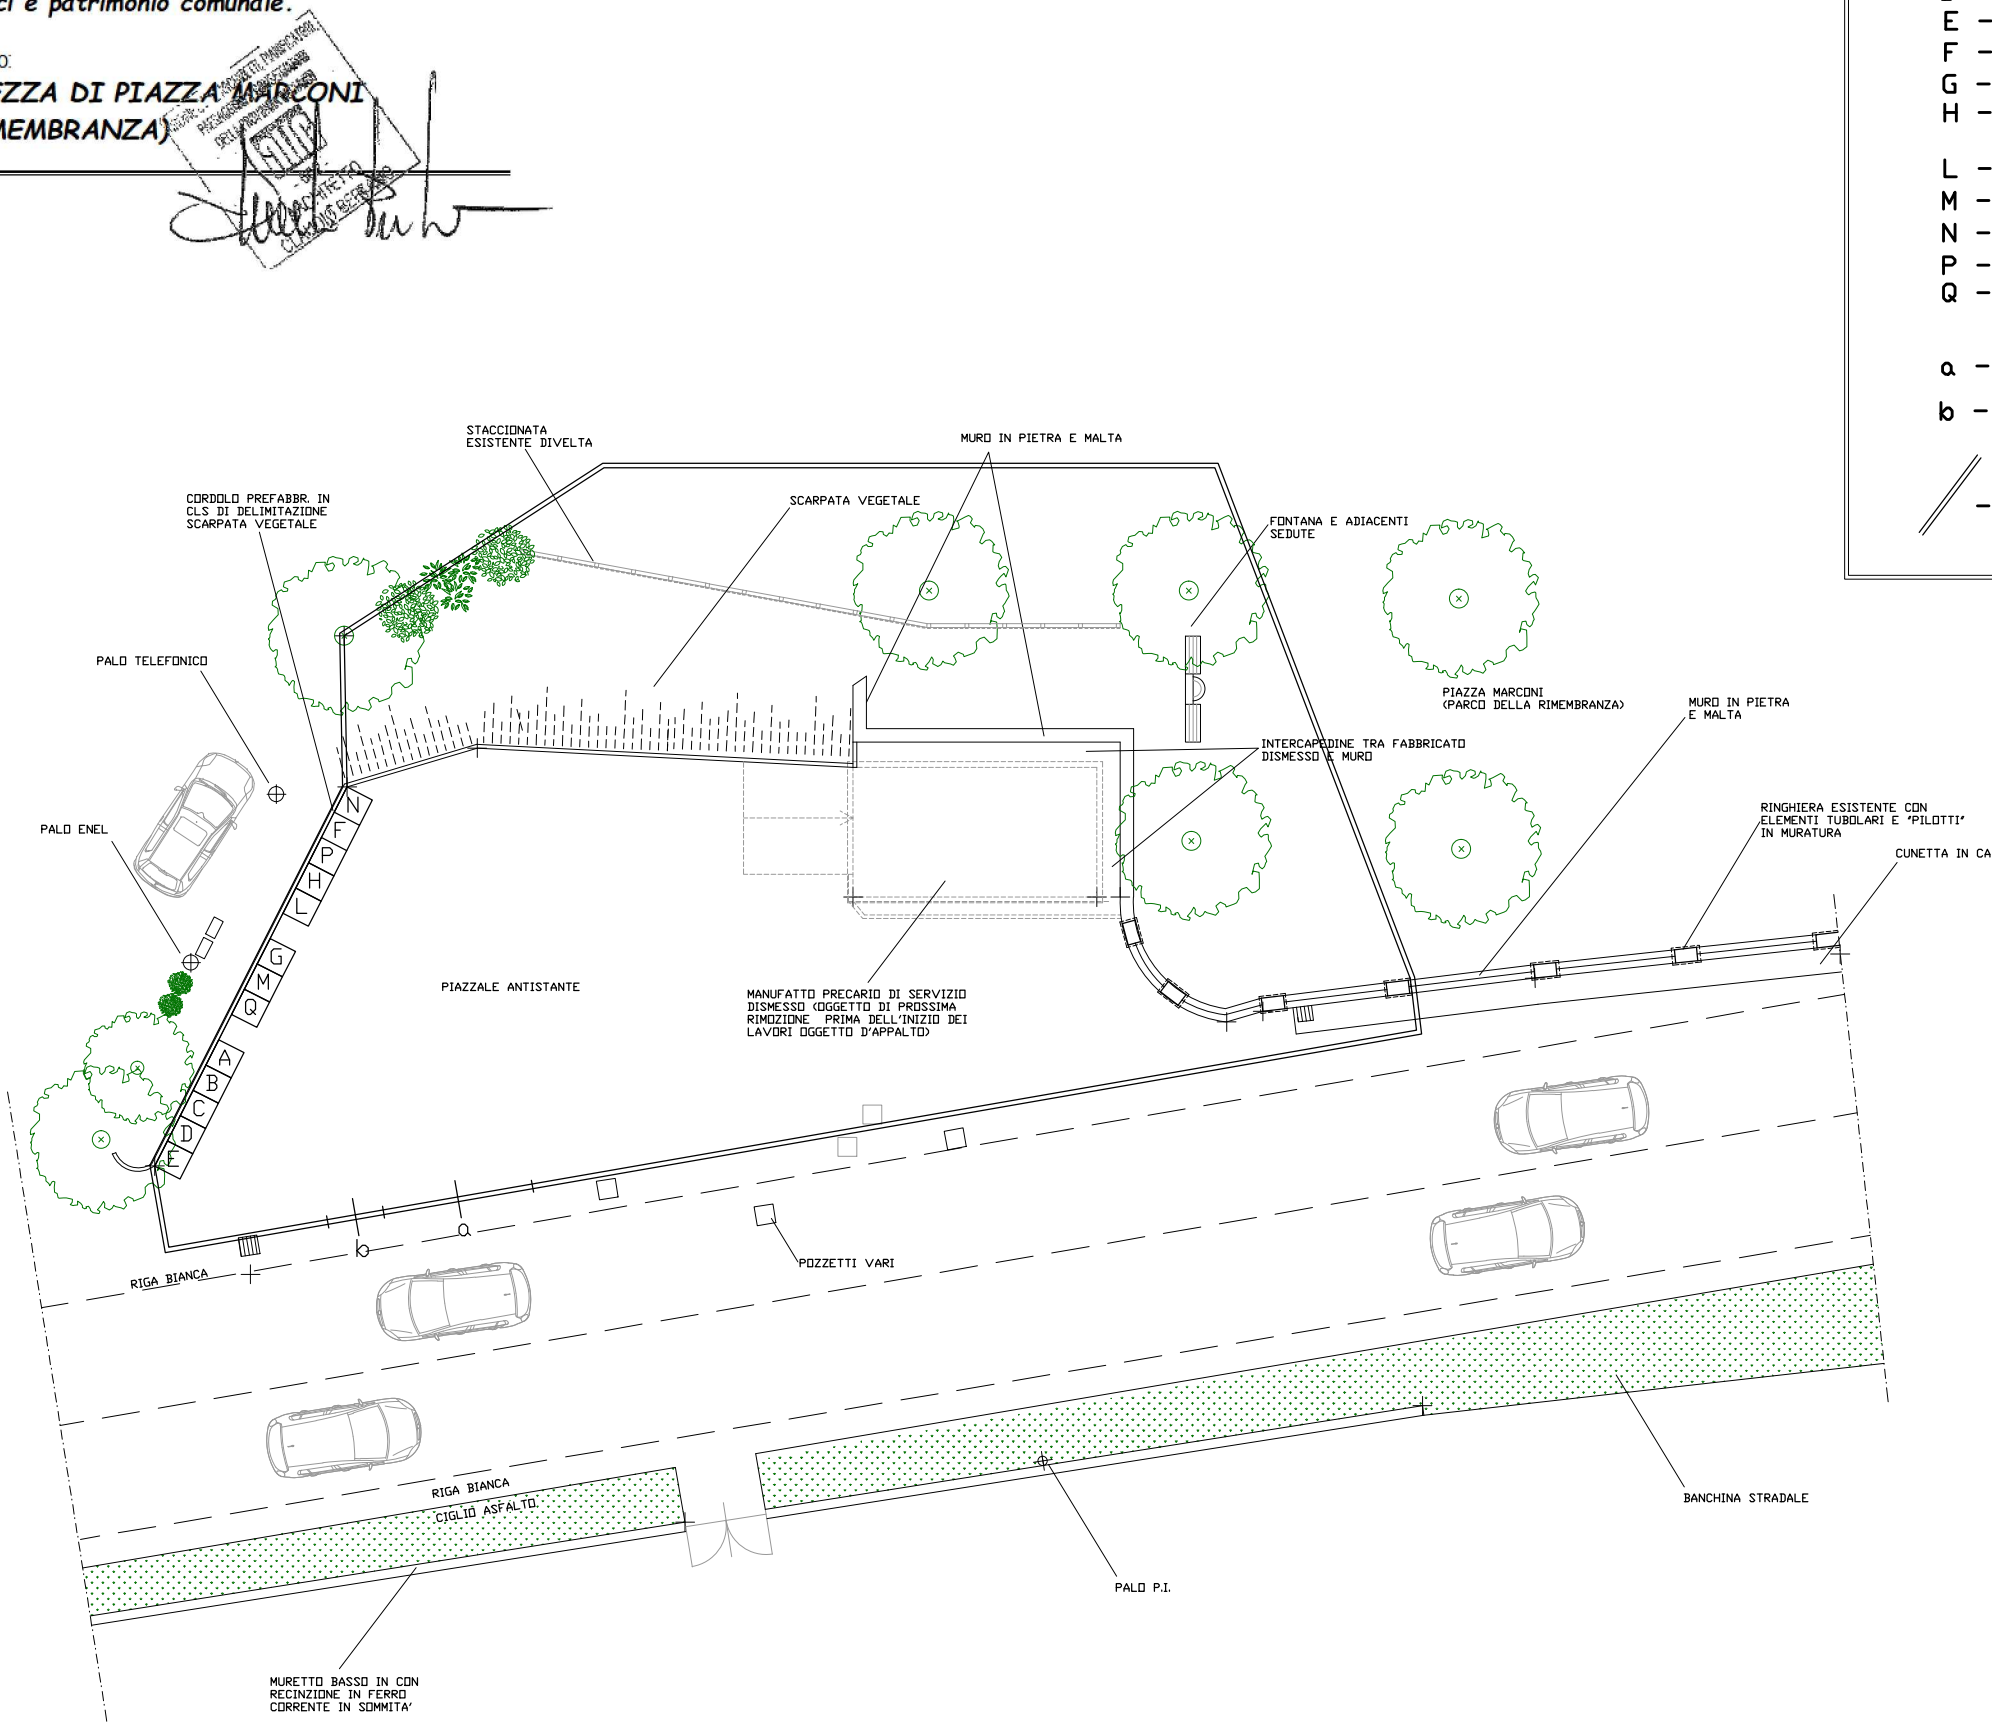 ci e patrimonio comunale.
O:
EZZA DI PIAZZA MARCONI
MEMBRANZA)
ARCHITETTO
E -
F -
G -
H -
L -
M -
N -
P -
Q -
a -
b -
-
STACCIONATA
ESISTENTE DIVELTA
MURO IN PIETRA E MALTA
CORDOLO PREFABBR. IN
CLS DI DELIMITAZIONE
SCARPATA VEGETALE
SCARPATA VEGETALE
FONTANA E ADIACENTI
SEDUTE
PALO TELEFONICO
PIAZZA MARCONI
(PARCO DELLA RIMEMBRANZA)
MURO IN PIETRA
E MALTA
INTERCAPEDINE TRA FABBRICATO
DISMESSO E MURO
RINGHIERA ESISTENTE CON
ELEMENTI TUBOLARI E "PILOTTI"
IN MURATURA
PALO ENEL
CUNETTA IN CA
N
F
P
H
L
G
M
Q
A
B
C
D
E
PIAZZALE ANTISTANTE
MANUFATTO PRECARIO DI SERVIZIO
DISMESSO (OGGETTO DI PROSSIMA
RIMOZIONE PRIMA DELL'INIZIO DEI
LAVORI OGGETTO D'APPALTO)
a
b
POZZETTI VARI
RIGA BIANCA
RIGA BIANCA
CIGLIO ASFALTO
BANCHINA STRADALE
PALO P.I.
MURETTO BASSO IN CON
RECINZIONE IN FERRO
CORRENTE IN SOMMITA'